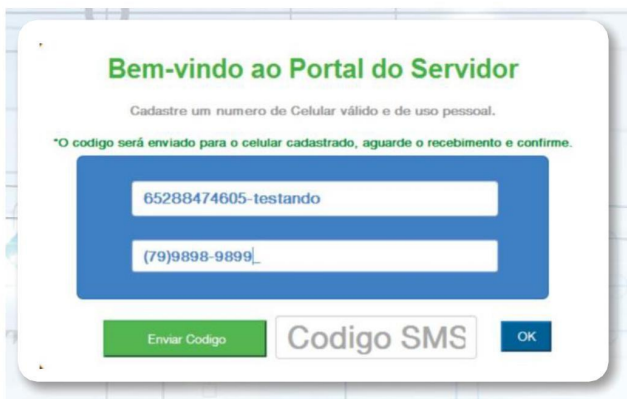 Bem-vindo ao Portal do Servidor
Cadastre um numero de Celular válido e de uso pessoal.
*O codigo será enviado para o celular cadastrado, aguarde o recebimento e confirme.
65288474605-testando
(79)9898-9899_
Enviar Codigo Codigo SMS OK